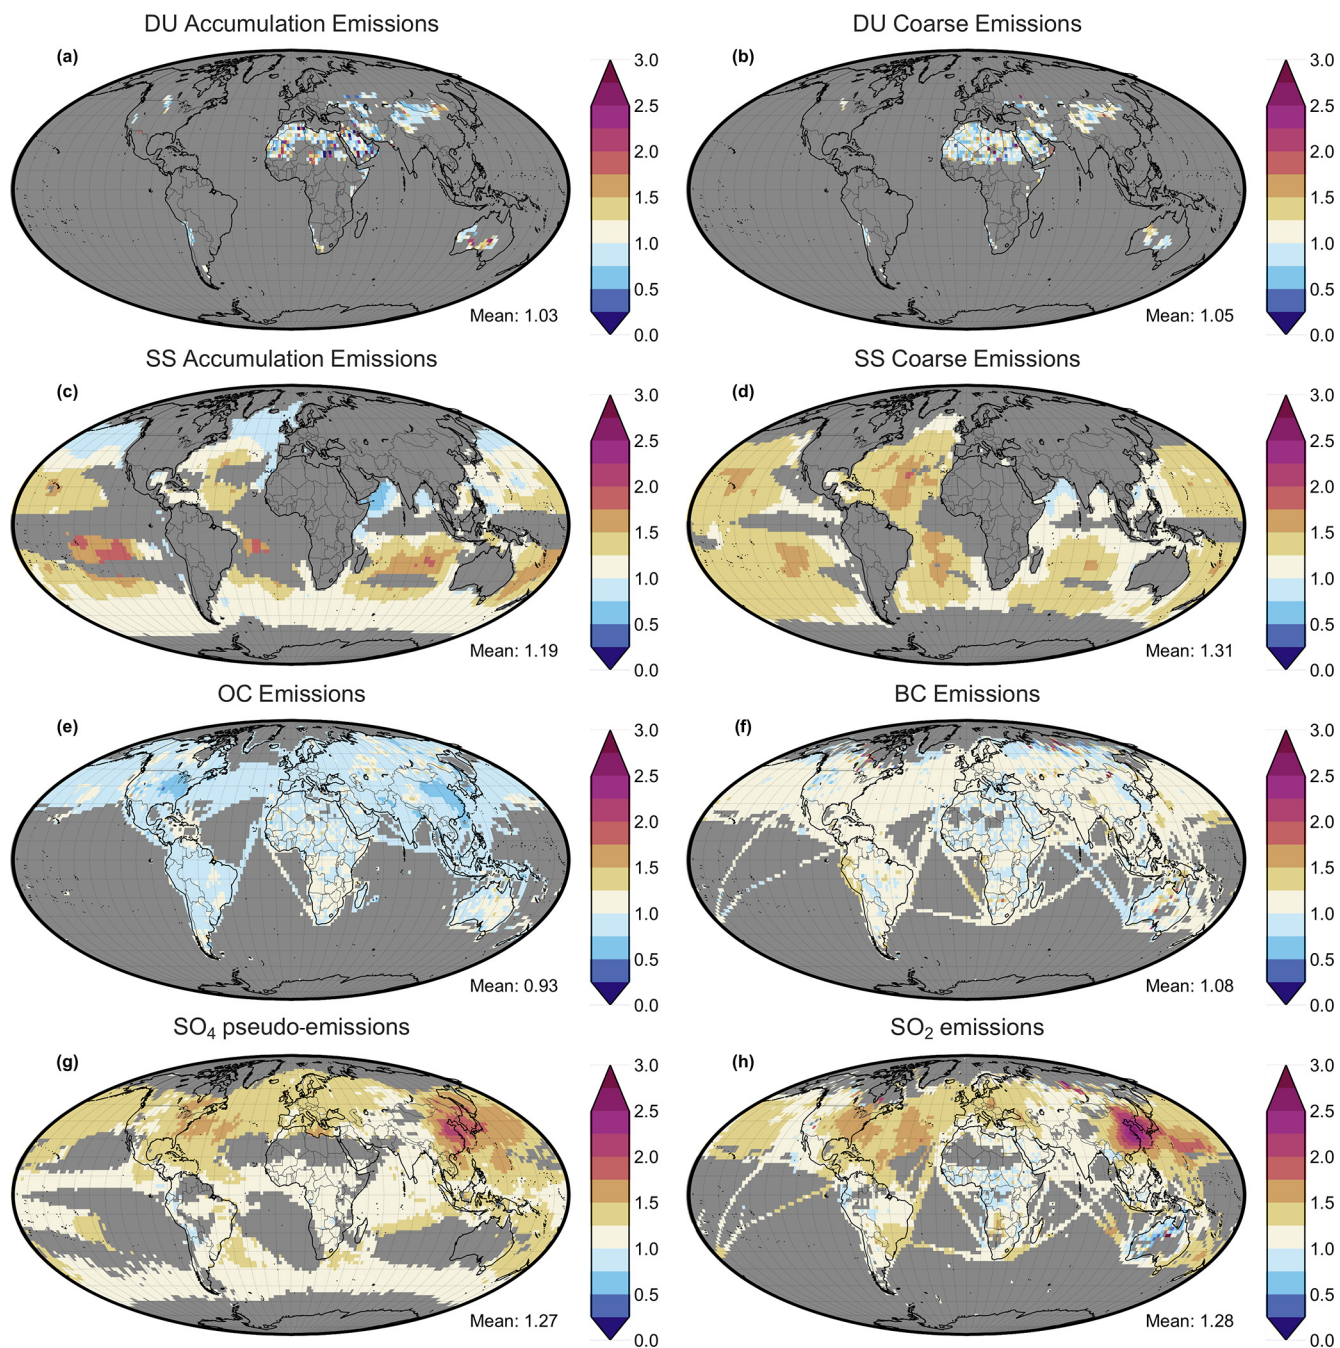 DU Accumulation Emissions
DU Coarse Emissions
(a)
3.0
2.5
2.0
1.5
1.0
0.5
0.0
Mean: 1.03
(b)
3.0
2.5
2.0
1.5
1.0
0.5
0.0
Mean: 1.05
SS Accumulation Emissions
SS Coarse Emissions
(c)
3.0
2.5
2.0
1.5
1.0
0.5
0.0
Mean: 1.19
(d)
3.0
2.5
2.0
1.5
1.0
0.5
0.0
Mean: 1.31
OC Emissions
BC Emissions
(e)
3.0
2.5
2.0
1.5
1.0
0.5
0.0
Mean: 0.93
(f)
3.0
2.5
2.0
1.5
1.0
0.5
0.0
Mean: 1.08
SO₄ pseudo-emissions
SO₂ emissions
(g)
3.0
2.5
2.0
1.5
1.0
0.5
0.0
Mean: 1.27
(h)
3.0
2.5
2.0
1.5
1.0
0.5
0.0
Mean: 1.28